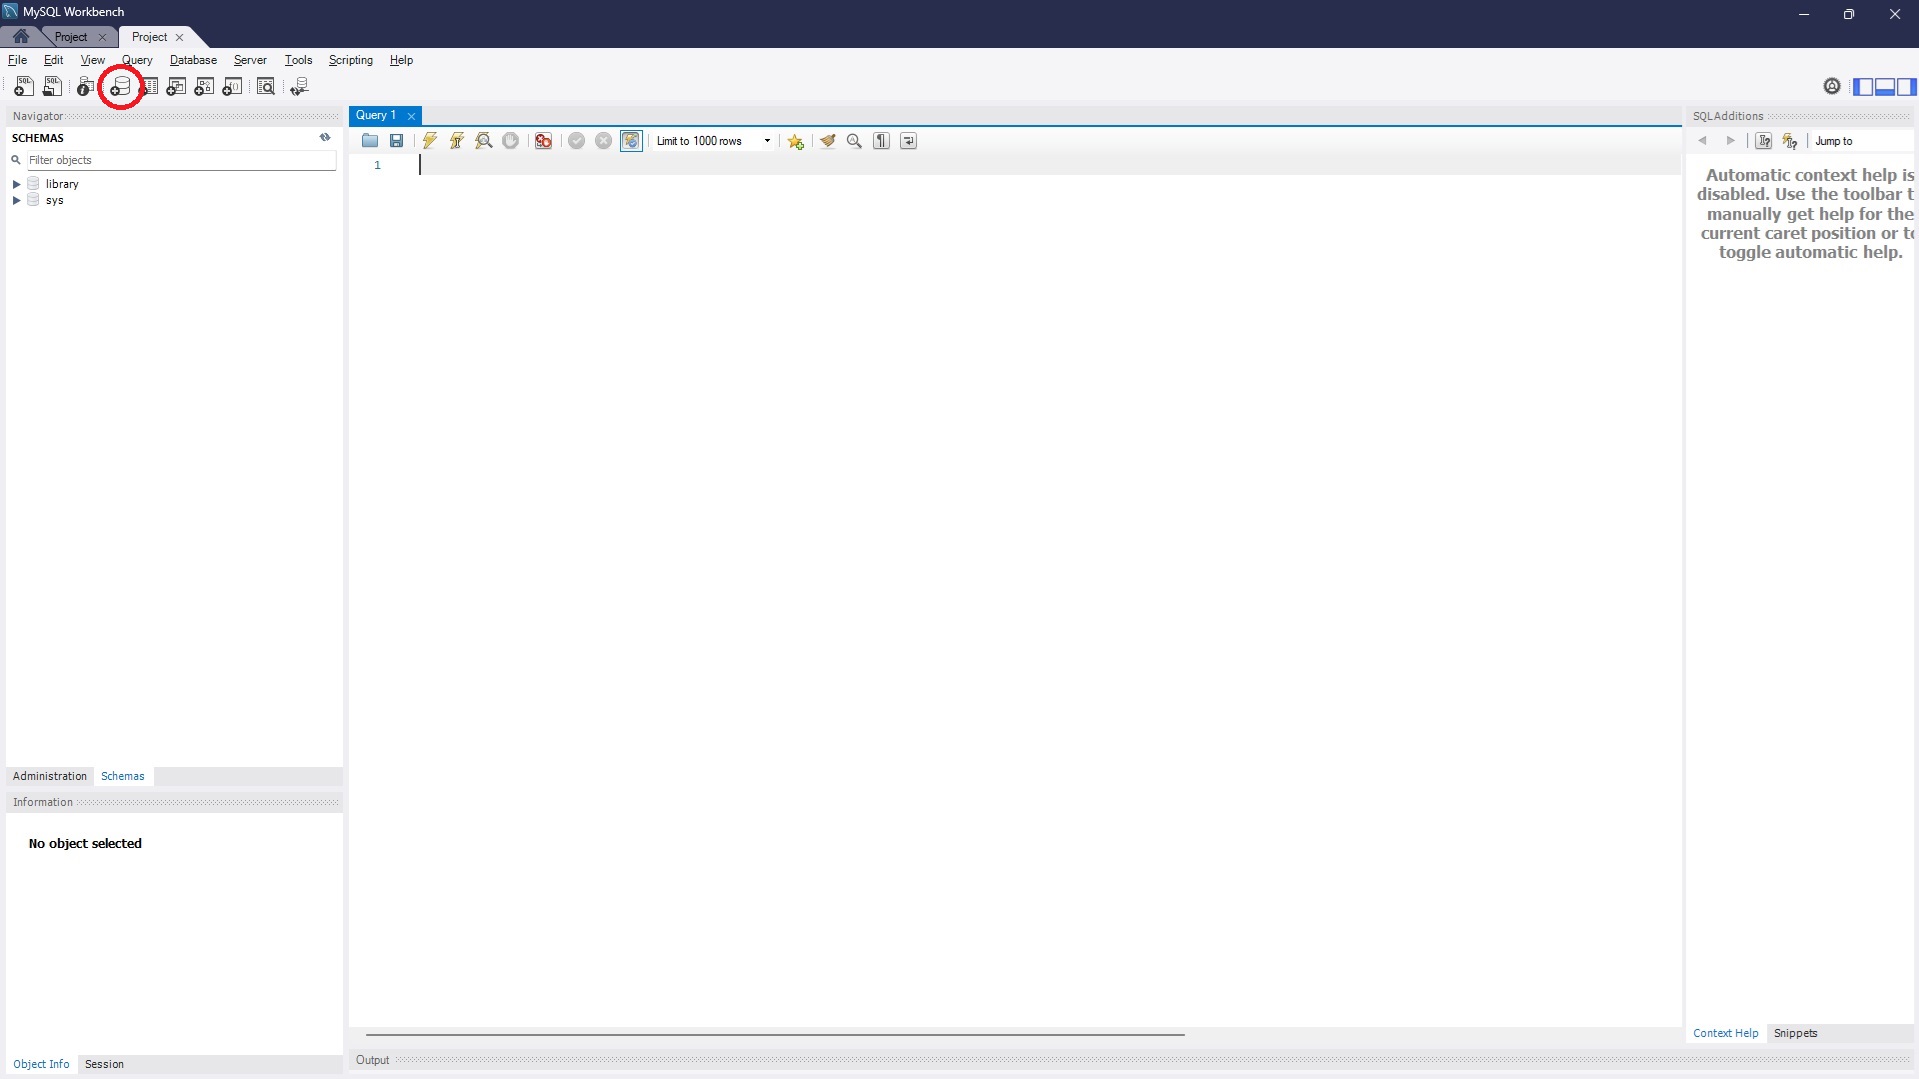 MySQL Workbench
Project
Project
File Edit View Query Database Server Tools Scripting Help
SQL SQL
Navigator
SCHEMAS
Filter objects
library
sys
Administration Schemas
Information
No object selected
Object Info Session
Query 1
Limit to 1000 rows
1
Output
SQLAdditions
Jump to
Automatic context help is
disabled. Use the toolbar t
manually get help for the
current caret position or to
toggle automatic help.
Context Help Snippets